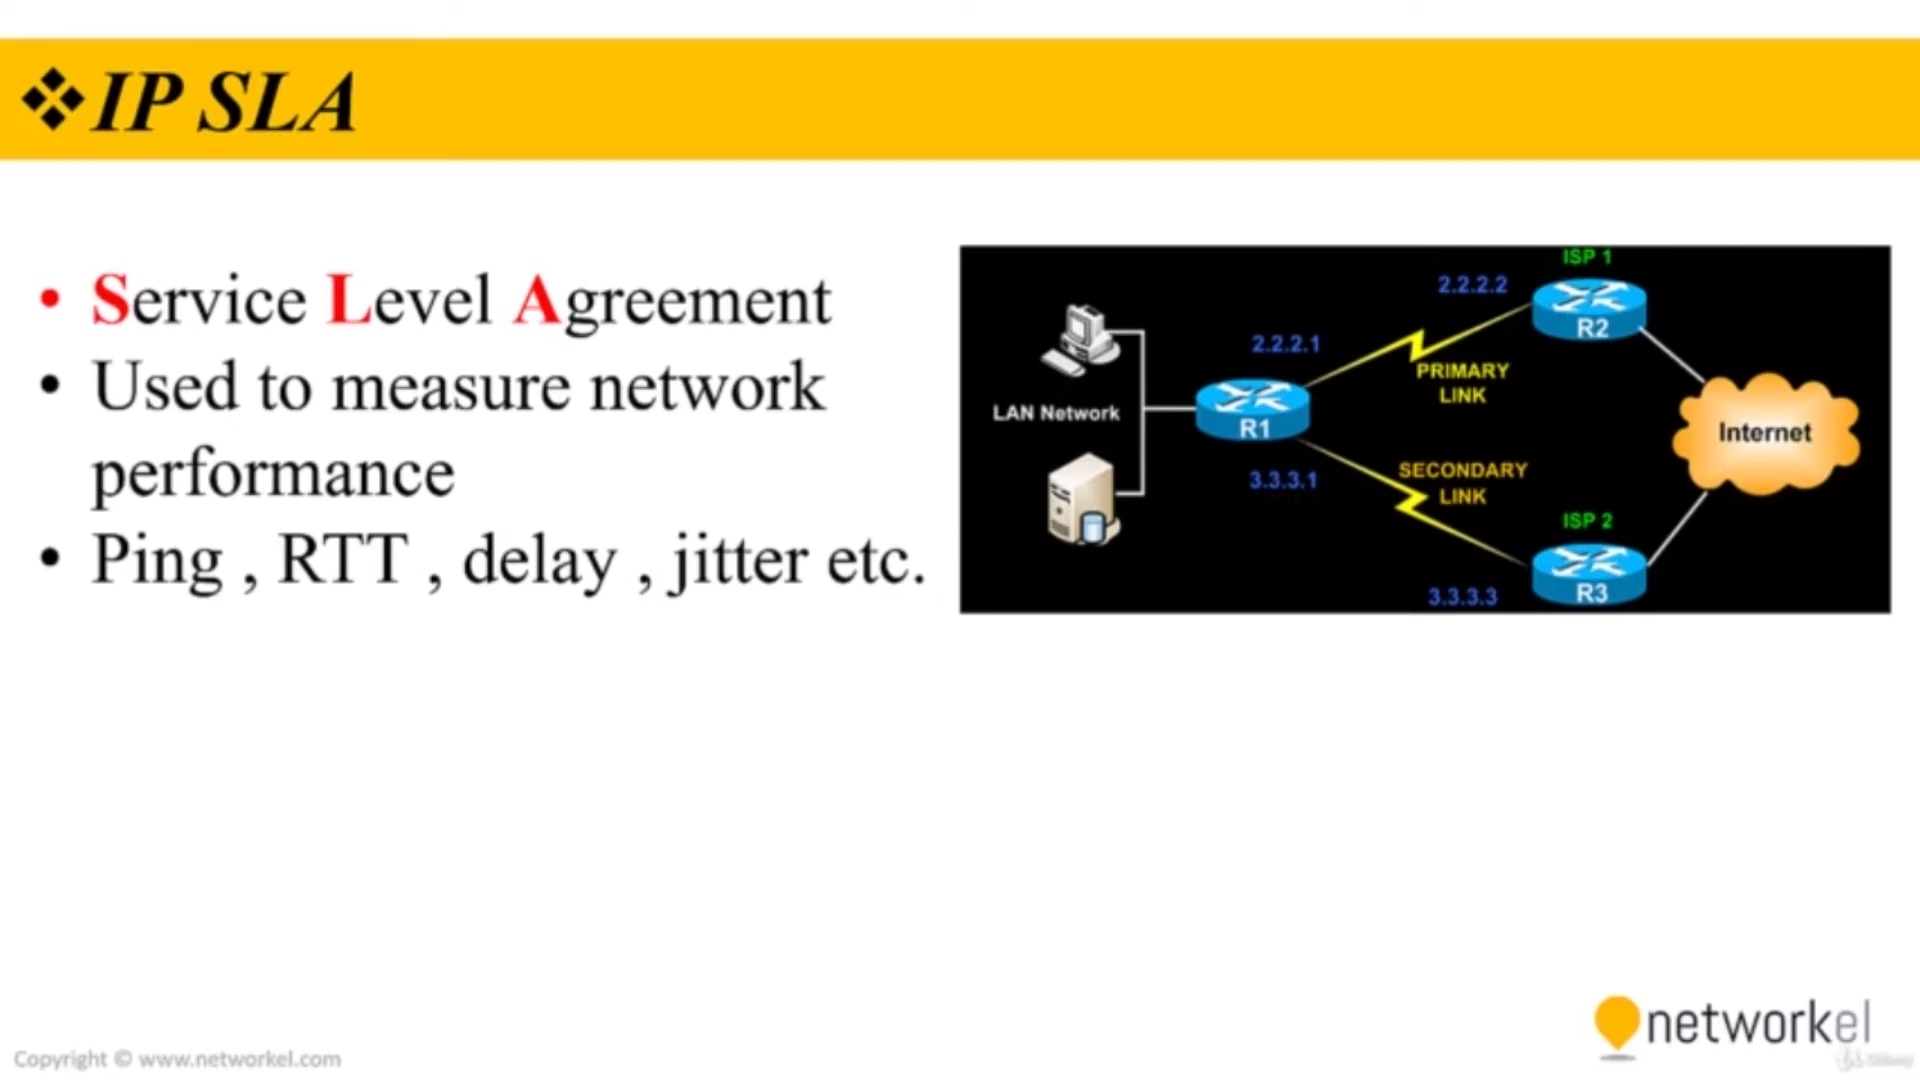 IP SLA
Service Level Agreement
Used to measure network
performance
Ping , RTT , delay , jitter etc.
ISP 1
2.2.2.2
R2
2.2.2.1
PRIMARY
LINK
LAN Network
R1
Internet
3.3.3.1
SECONDARY
LINK
ISP 2
3.3.3.3
R3
networkel
Copyright © www.networkel.com